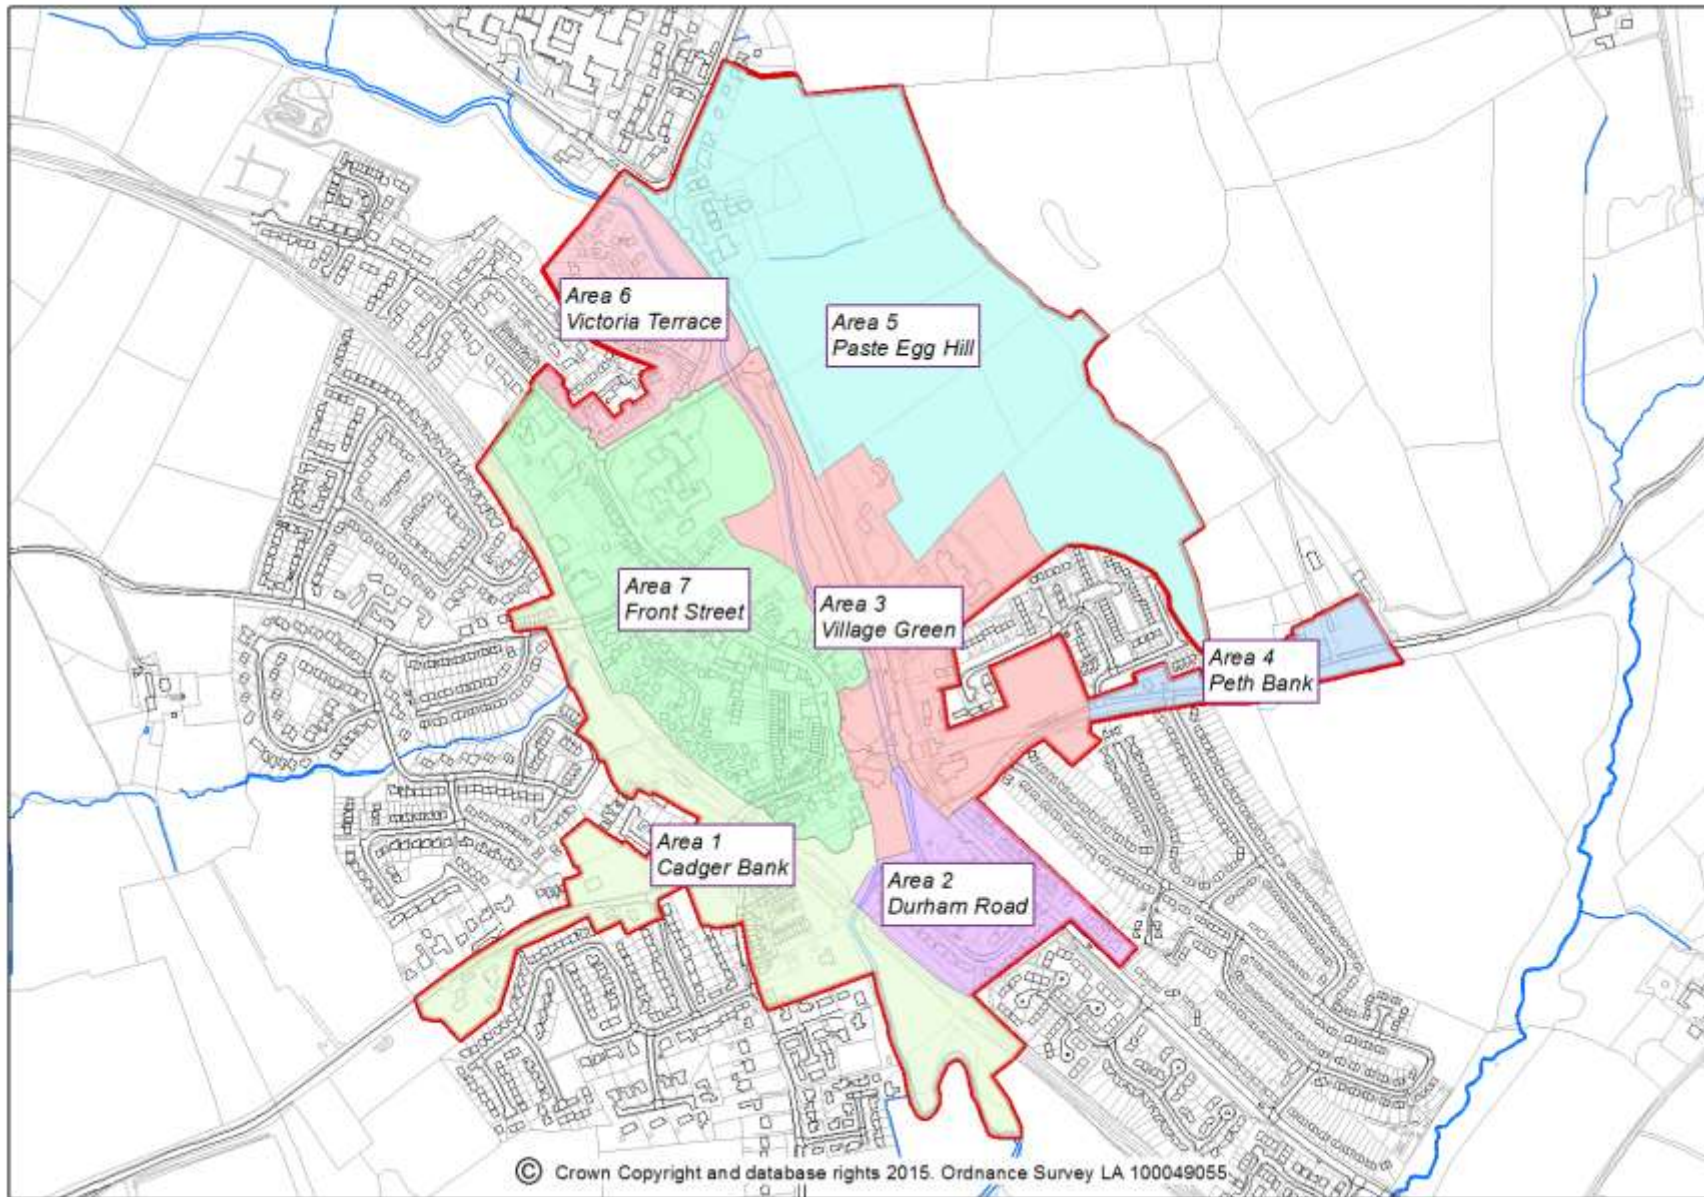 Area 6
Victoria Terrace
Area 5
Paste Egg Hill
Area 7
Front Street
Area 3
Village Green
Area 4
Peth Bank
Area 1
Cadger Bank
Area 2
Durham Road
© Crown Copyright and database rights 2015. Ordnance Survey LA 100049055